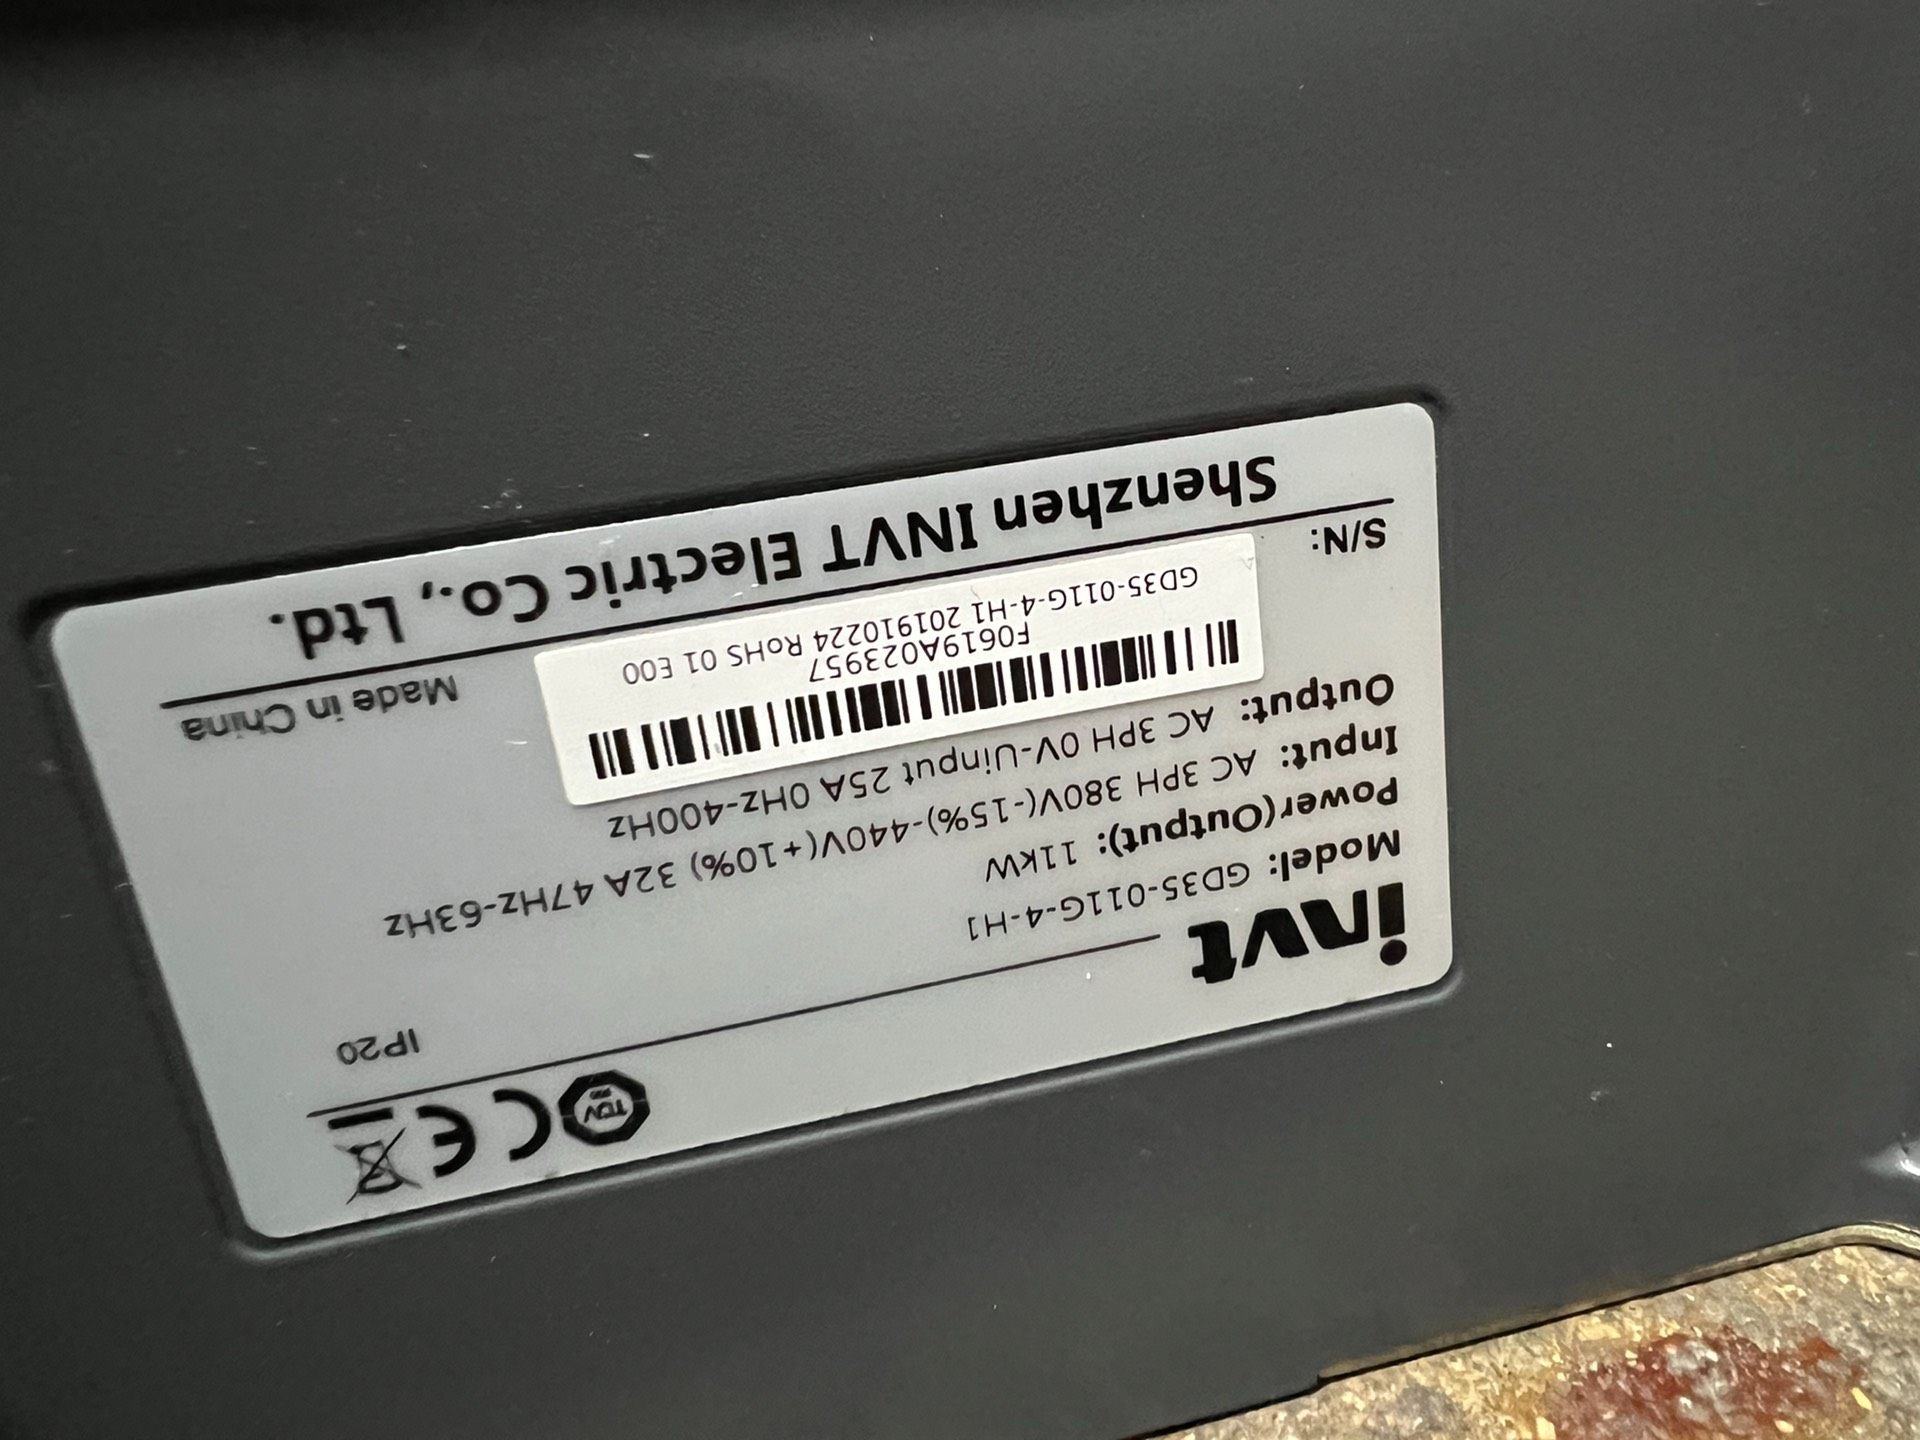 invt
TÜV
CE
IP20
Model: GD35-011G-4-H1
Power(Output): 11kW
Input: AC 3PH 380V(-15%)-440V(+10%) 32A 47Hz-63Hz
Output: AC 3PH 0V-Uinput 25A 0Hz-400Hz
F0619A023957
GD35-011G-4-H1 201910224 RoHS 01 E00
S/N:
Made in China
Shenzhen INVT Electric Co., Ltd.